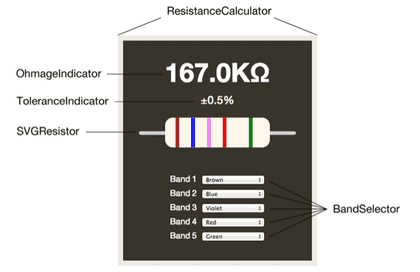 ResistanceCalculator
OhmageIndicator
167.0KΩ
ToleranceIndicator
±0.5%
SVGResistor
Band 1 Brown
Band 2 Blue
Band 3 Violet
Band 4 Red
Band 5 Green
BandSelector